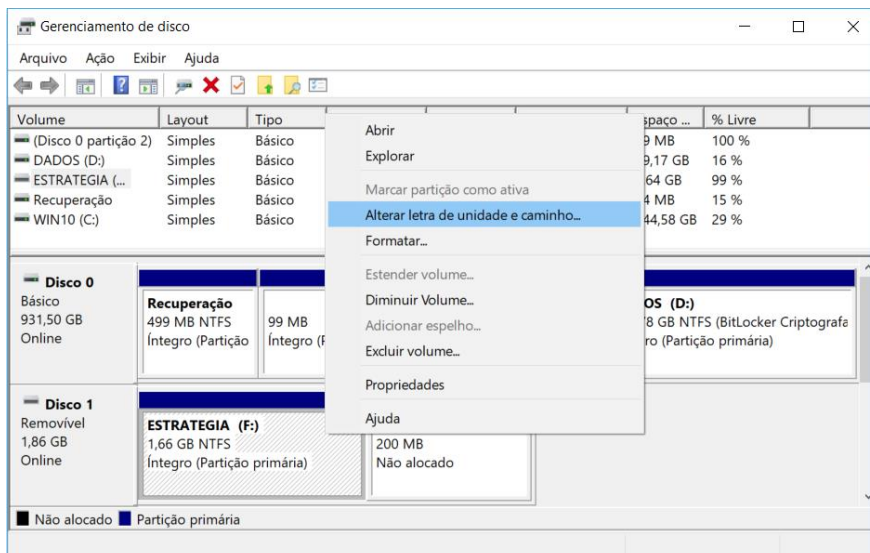 Gerenciamento de disco
Arquivo Ação Exibir Ajuda
Volume Layout Tipo % Livre
(Disco 0 partição 2) Simples Básico 9 MB 100 %
DADOS (D:) Simples Básico 9,17 GB 16 %
ESTRATEGIA (... Simples Básico 64 GB 99 %
Recuperação Simples Básico 4 MB 15 %
WIN10 (C:) Simples Básico 44,58 GB 29 %
Abrir
Explorar
Marcar partição como ativa
Alterar letra de unidade e caminho...
Formatar...
Estender volume...
Diminuir Volume...
Adicionar espelho...
Excluir volume...
Propriedades
Ajuda
Disco 0
Básico
931,50 GB
Online
Recuperação
499 MB NTFS
Íntegro (Partição
99 MB
Íntegro (
OS (D:)
8 GB NTFS (BitLocker Criptografa
ro (Partição primária)
Disco 1
Removível
1,86 GB
Online
ESTRATEGIA (F:)
1,66 GB NTFS
Íntegro (Partição primária)
200 MB
Não alocado
Não alocado Partição primária